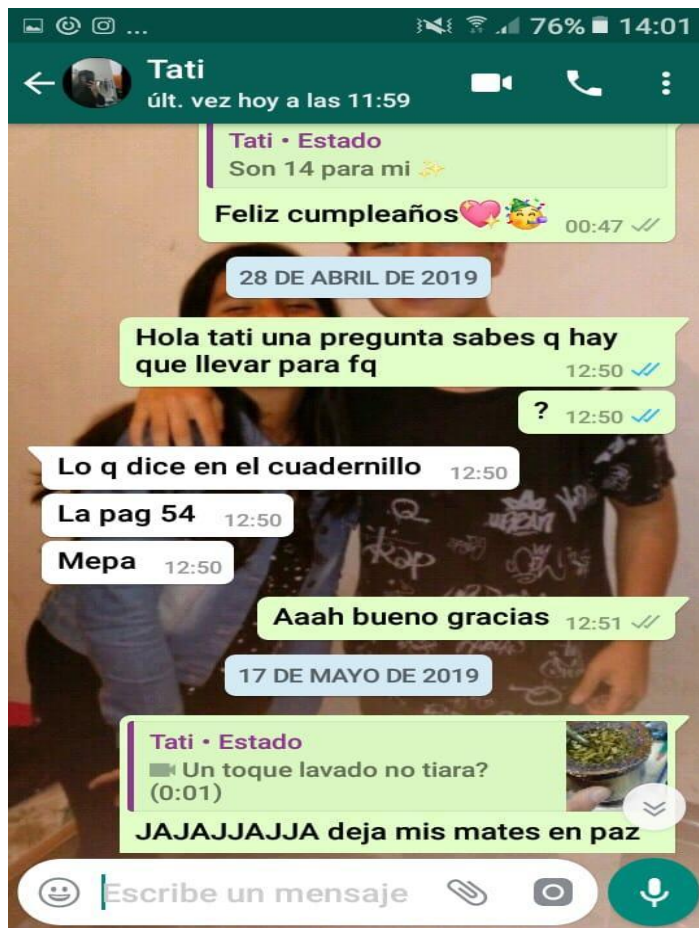 ... 76% 14:01
Tati
últ. vez hoy a las 11:59
Tati • Estado
Son 14 para mi ✨
Feliz cumpleaños💖🥳 00:47
28 DE ABRIL DE 2019
Hola tati una pregunta sabes q hay
que llevar para fq 12:50
? 12:50
Lo q dice en el cuadernillo 12:50
La pag 54 12:50
Mepa 12:50
Aaah bueno gracias 12:51
17 DE MAYO DE 2019
Tati • Estado
Un toque lavado no tiara?
(0:01)
JAJAJJAJJA deja mis mates en paz
Escribe un mensaje